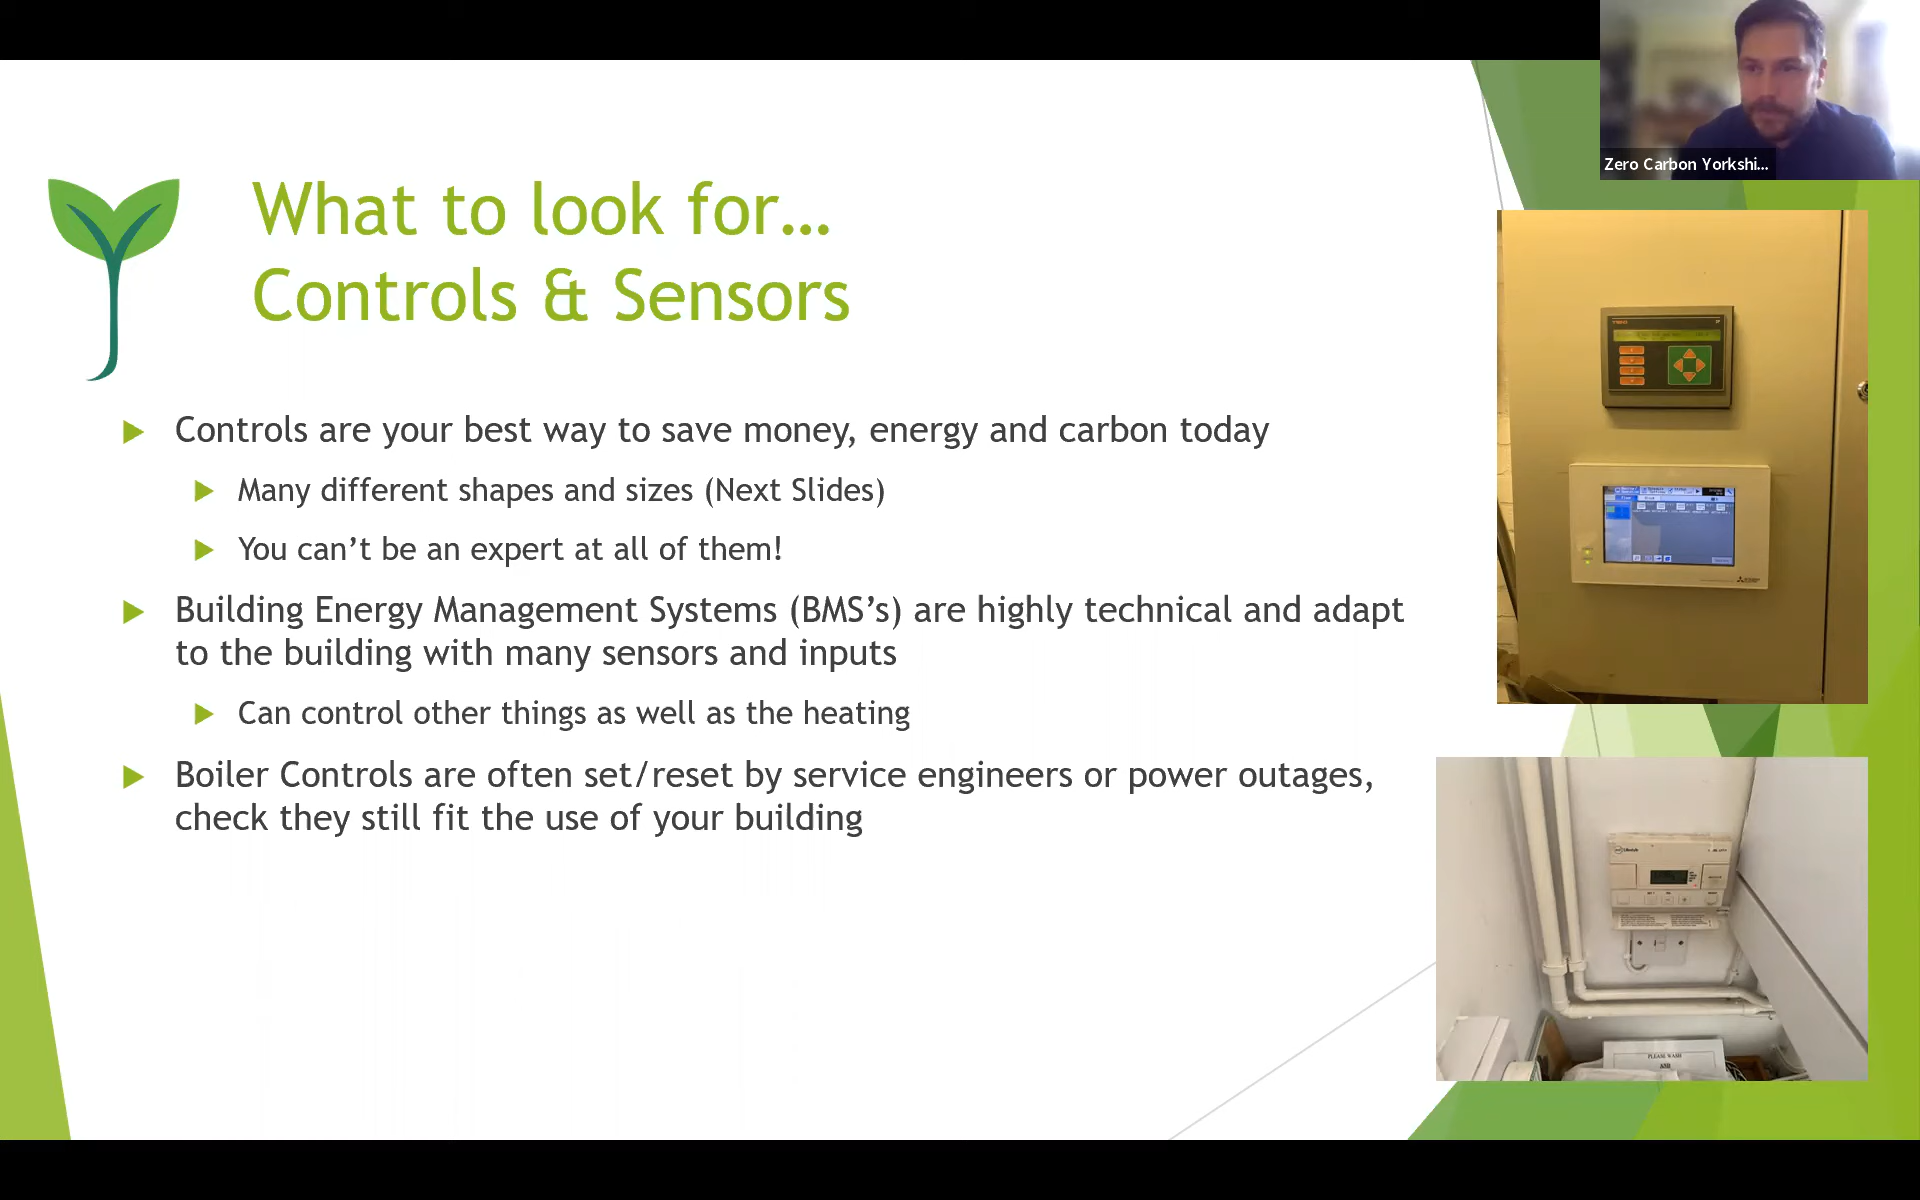 Zero Carbon Yorkshi...
What to look for...
Controls & Sensors
Controls are your best way to save money, energy and carbon today
Many different shapes and sizes (Next Slides)
You can't be an expert at all of them!
Building Energy Management Systems (BMS's) are highly technical and adapt
to the building with many sensors and inputs
Can control other things as well as the heating
Boiler Controls are often set/reset by service engineers or power outages,
check they still fit the use of your building
PLEASE WASH
AND